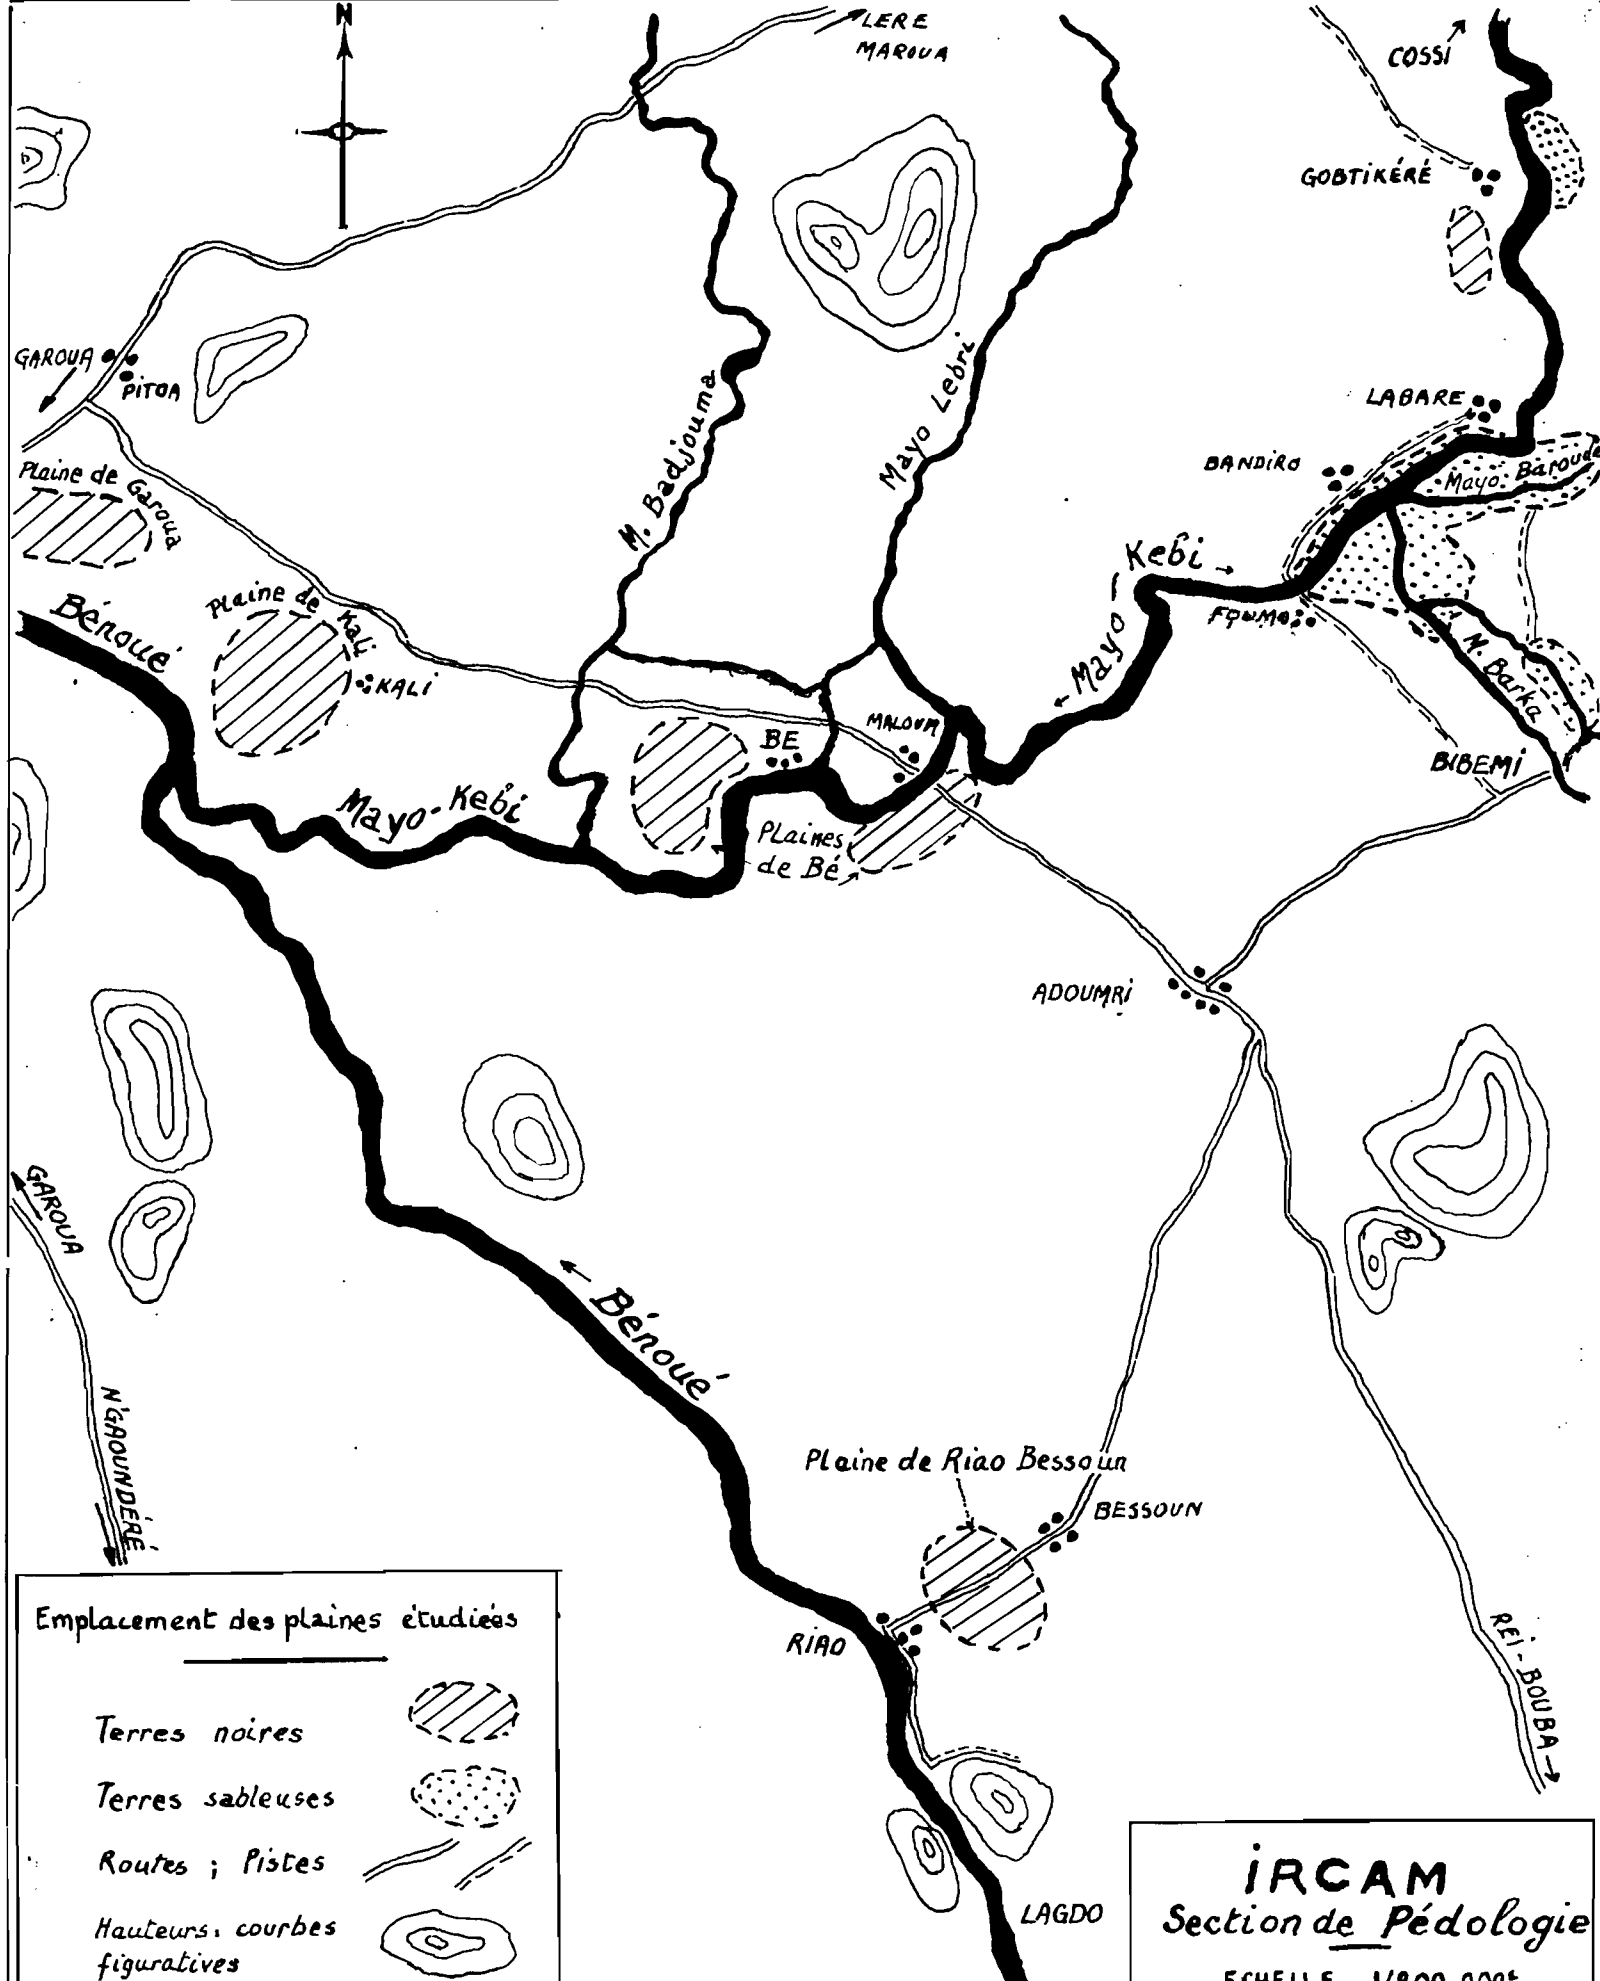 N
LERE
MAROUA
COSSI
GOBTIKÉRÉ
GAROUA
PITOA
LABARE
BANDIRO
Mayo Lebri
M. Badjouma
Mayo Baroude
Plaine de Garoua
Kebi
Mayo -
FOUMO
Bénoué
Plaine de Kali
KALI
M. Barka
BE
MALOUM
BIBEMI
Mayo-Kebi
Plaines
de Bé
ADOUMRI
GAROUA
Bénoué
N'GAOUNDÉRÉ
Plaine de Riao Bessoun
BESSOUN
RIAO
REI-BOUBA
LAGDO
Emplacement des plaines étudiées
Terres noires
Terres sableuses
Routes ; Pistes
Hauteurs: courbes
figuratives
IRCAM
Section de Pédologie
ECHELLE